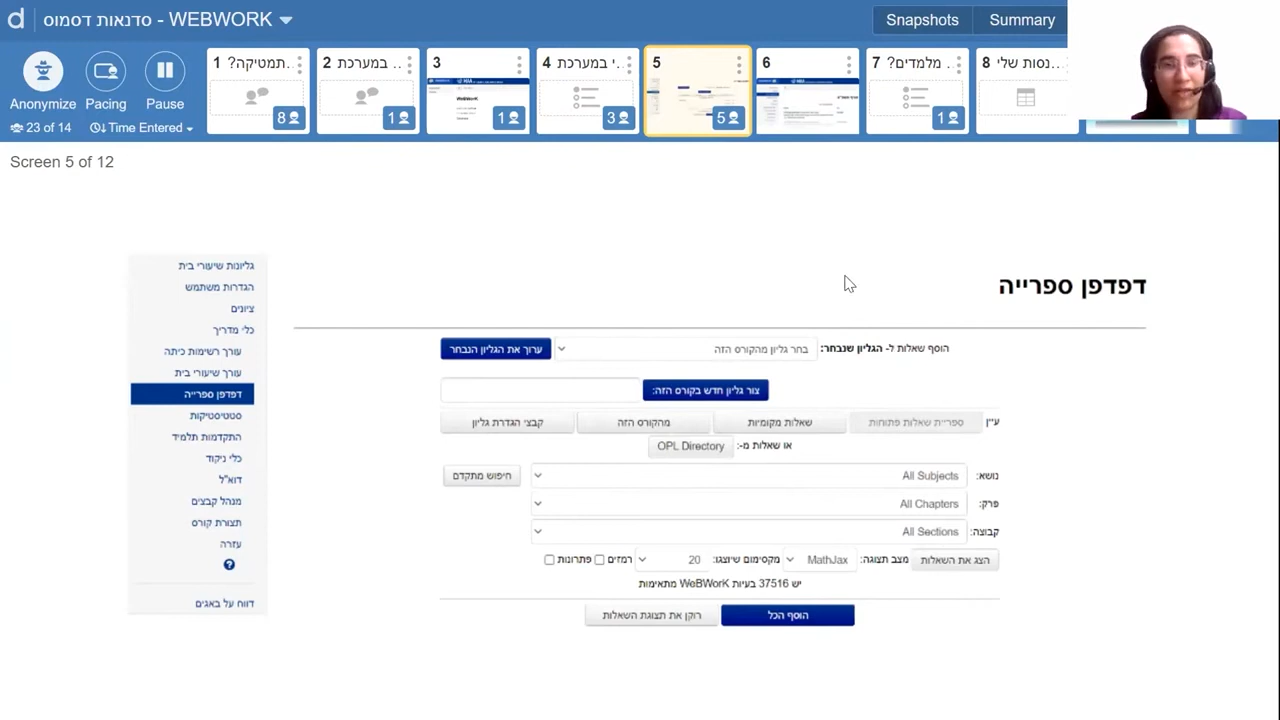 d סדנאות דסמוס - WEBWORK
Snapshots
Summary
Anonymize
Pacing
Pause
23 of 14
Time Entered
1 תמטיקה?...
8
2 במערכת ...
1
3
1
4 י במערכת...
3
5
5
6
7 מלמדים? ...
1
8 נסות שלי...
Screen 5 of 12
דפדפן ספרייה
גליונות שיעורי בית
הגדרות משתמש
ציונים
כלי מדריך
עורך רשימות כיתה
עורך שיעורי בית
דפדפן ספרייה
סטטיסטיקות
התקדמות תלמיד
כלי ניקוד
דוא"ל
מנהל קבצים
תצורת קורס
עזרה
?
דווח על באגים
הוסף שאלות ל- הגליון שנבחר: בחר גליון מהקורס הזה ערוך את הגליון הנבחר
צור גליון חדש בקורס הזה:
עיין ספריית שאלות פתוחות שאלות מקומיות מהקורס הזה קבצי הגדרת גליון
או שאלות מ-: OPL Directory
נושא: All Subjects חיפוש מתקדם
פרק: All Chapters
קבוצה: All Sections
הצג את השאלות מצב תצוגה: MathJax מקסימום שיוצגו: 20 רמזים פתרונות
יש 37516 בעיות WeBWorK מתאימות
הוסף הכל רוקן את תצוגת השאלות